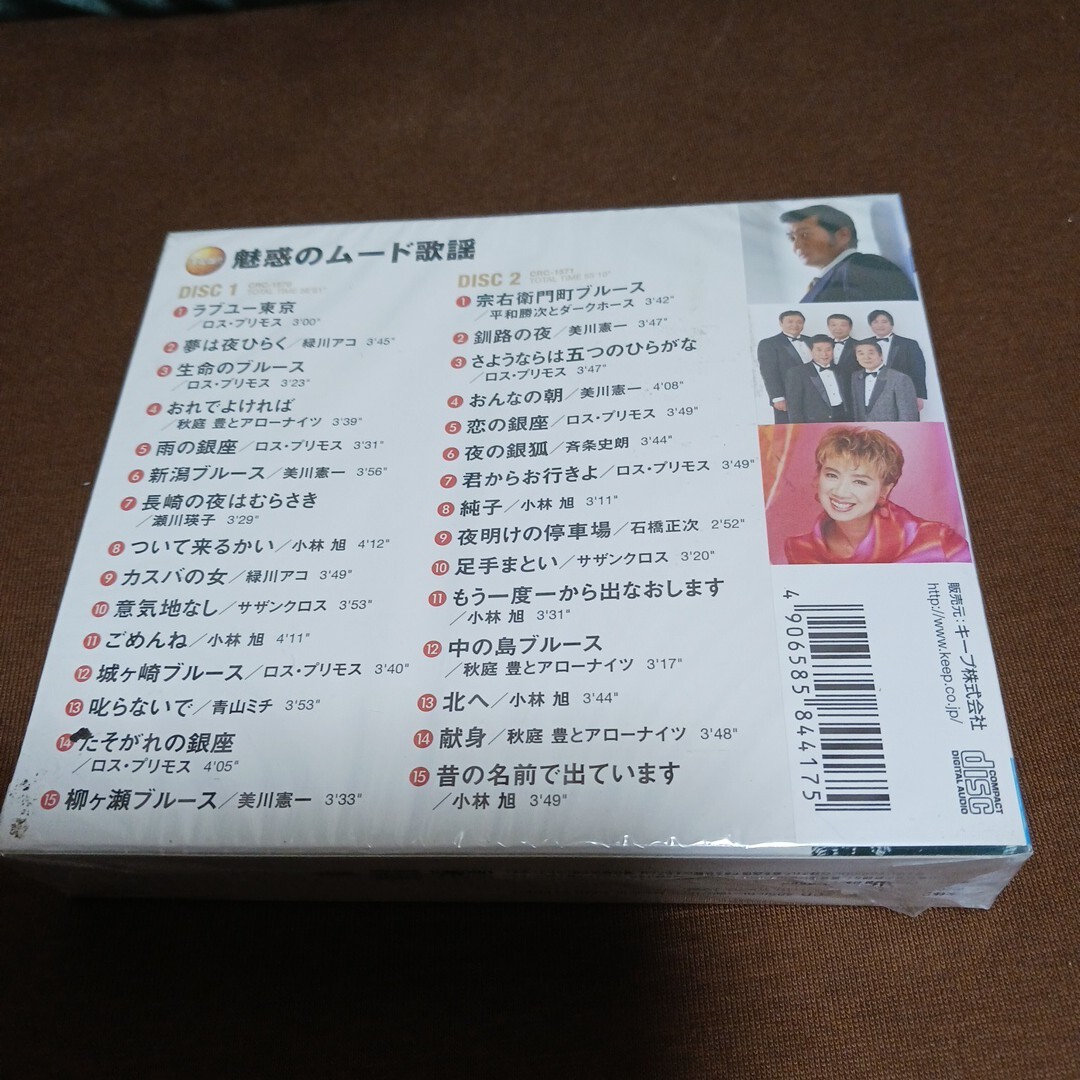 魅惑のムード歌謡
DISC 1
TOTAL TIME
① ラブユー東京
／ロス・プリモス 3'00"
② 夢は夜ひらく／緑川アコ 3'45"
③ 生命のブルース
／ロス・プリモス 3'23"
④ おれでよければ
／秋庭 豊とアローナイツ 3'39"
⑤ 雨の銀座／ロス・プリモス 3'31"
⑥ 新潟ブルース／美川憲一 3'56"
⑦ 長崎の夜はむらさき
／瀬川瑛子 3'29"
⑧ ついて来るかい／小林 旭 4'12"
⑨ カスバの女／緑川アコ 3'49"
⑩ 意気地なし／サザンクロス 3'53"
⑪ ごめんね／小林 旭 4'11"
⑫ 城ヶ崎ブルース／ロス・プリモス 3'40"
⑬ 叱らないで／青山ミチ 3'53"
⑭ たそがれの銀座
／ロス・プリモス 4'05"
⑮ 柳ヶ瀬ブルース／美川憲一 3'33"
DISC 2
CRC-1671
TOTAL TIME
① 宗右衛門町ブルース
／平和勝次とダークホース 3'42"
② 釧路の夜／美川憲一 3'47"
③ さようならは五つのひらがな
／ロス・プリモス 3'47"
④ おんなの朝／美川憲一 4'08"
⑤ 恋の銀座／ロス・プリモス 3'49"
⑥ 夜の銀狐／斉条史朗 3'44"
⑦ 君からお行きよ／ロス・プリモス 3'49"
⑧ 純子／小林 旭 3'11"
⑨ 夜明けの停車場／石橋正次 2'52"
⑩ 足手まとい／サザンクロス 3'20"
⑪ もう一度一から出なおします
／小林 旭 3'31"
⑫ 中の島ブルース
／秋庭 豊とアローナイツ 3'17"
⑬ 北へ／小林 旭 3'44"
⑭ 献身／秋庭 豊とアローナイツ 3'48"
⑮ 昔の名前で出ています
／小林 旭 3'49"
4906585844175
販売元：キープ株式会社
http://www.keep.co.jp/
COMPACT
disc
DIGITAL AUDIO